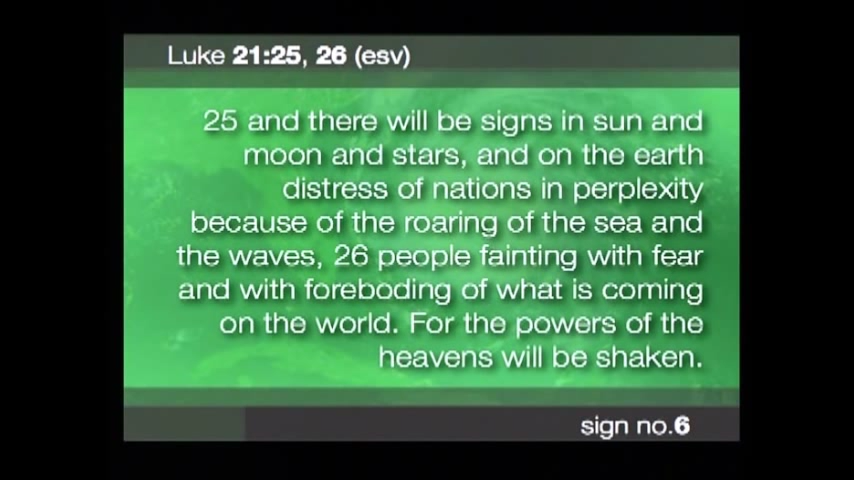 Luke 21:25, 26 (esv)
25 and there will be signs in sun and
moon and stars, and on the earth
distress of nations in perplexity
because of the roaring of the sea and
the waves, 26 people fainting with fear
and with foreboding of what is coming
on the world. For the powers of the
heavens will be shaken.
sign no.6